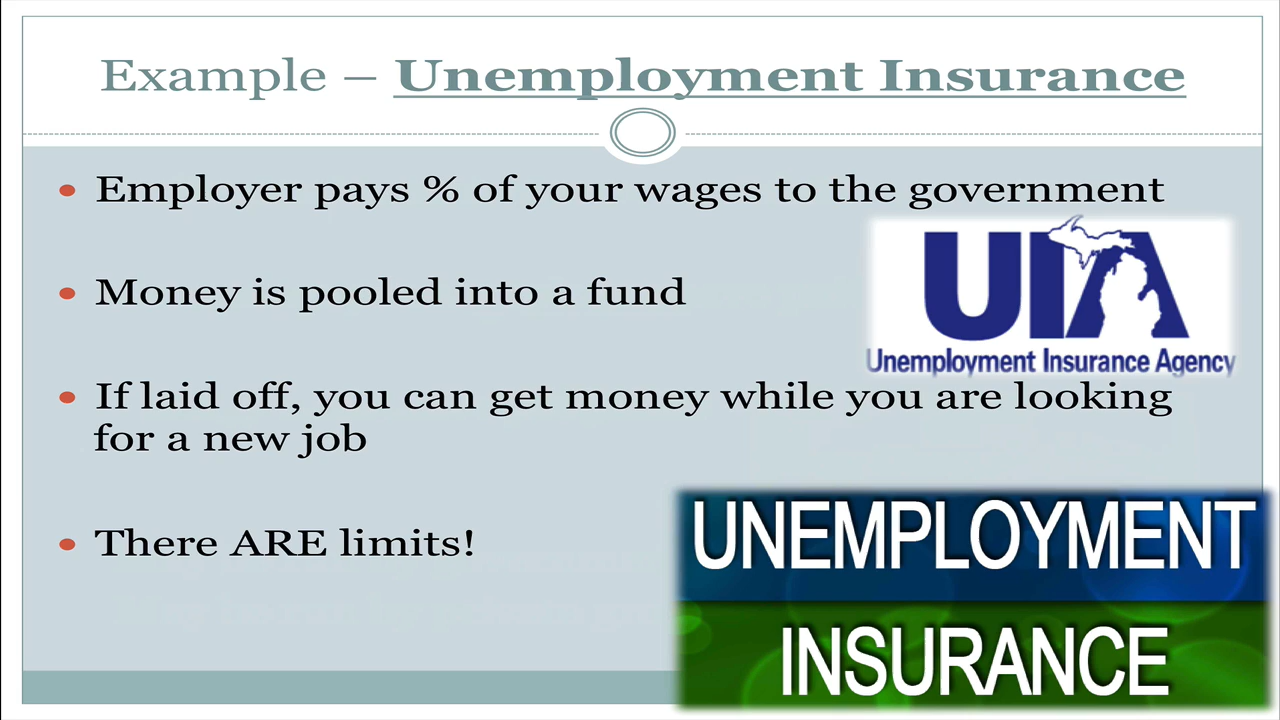 Example – Unemployment Insurance
• Employer pays % of your wages to the government
UIA
Unemployment Insurance Agency
• Money is pooled into a fund
• If laid off, you can get money while you are looking
for a new job
• There ARE limits!
UNEMPLOYMENT
INSURANCE